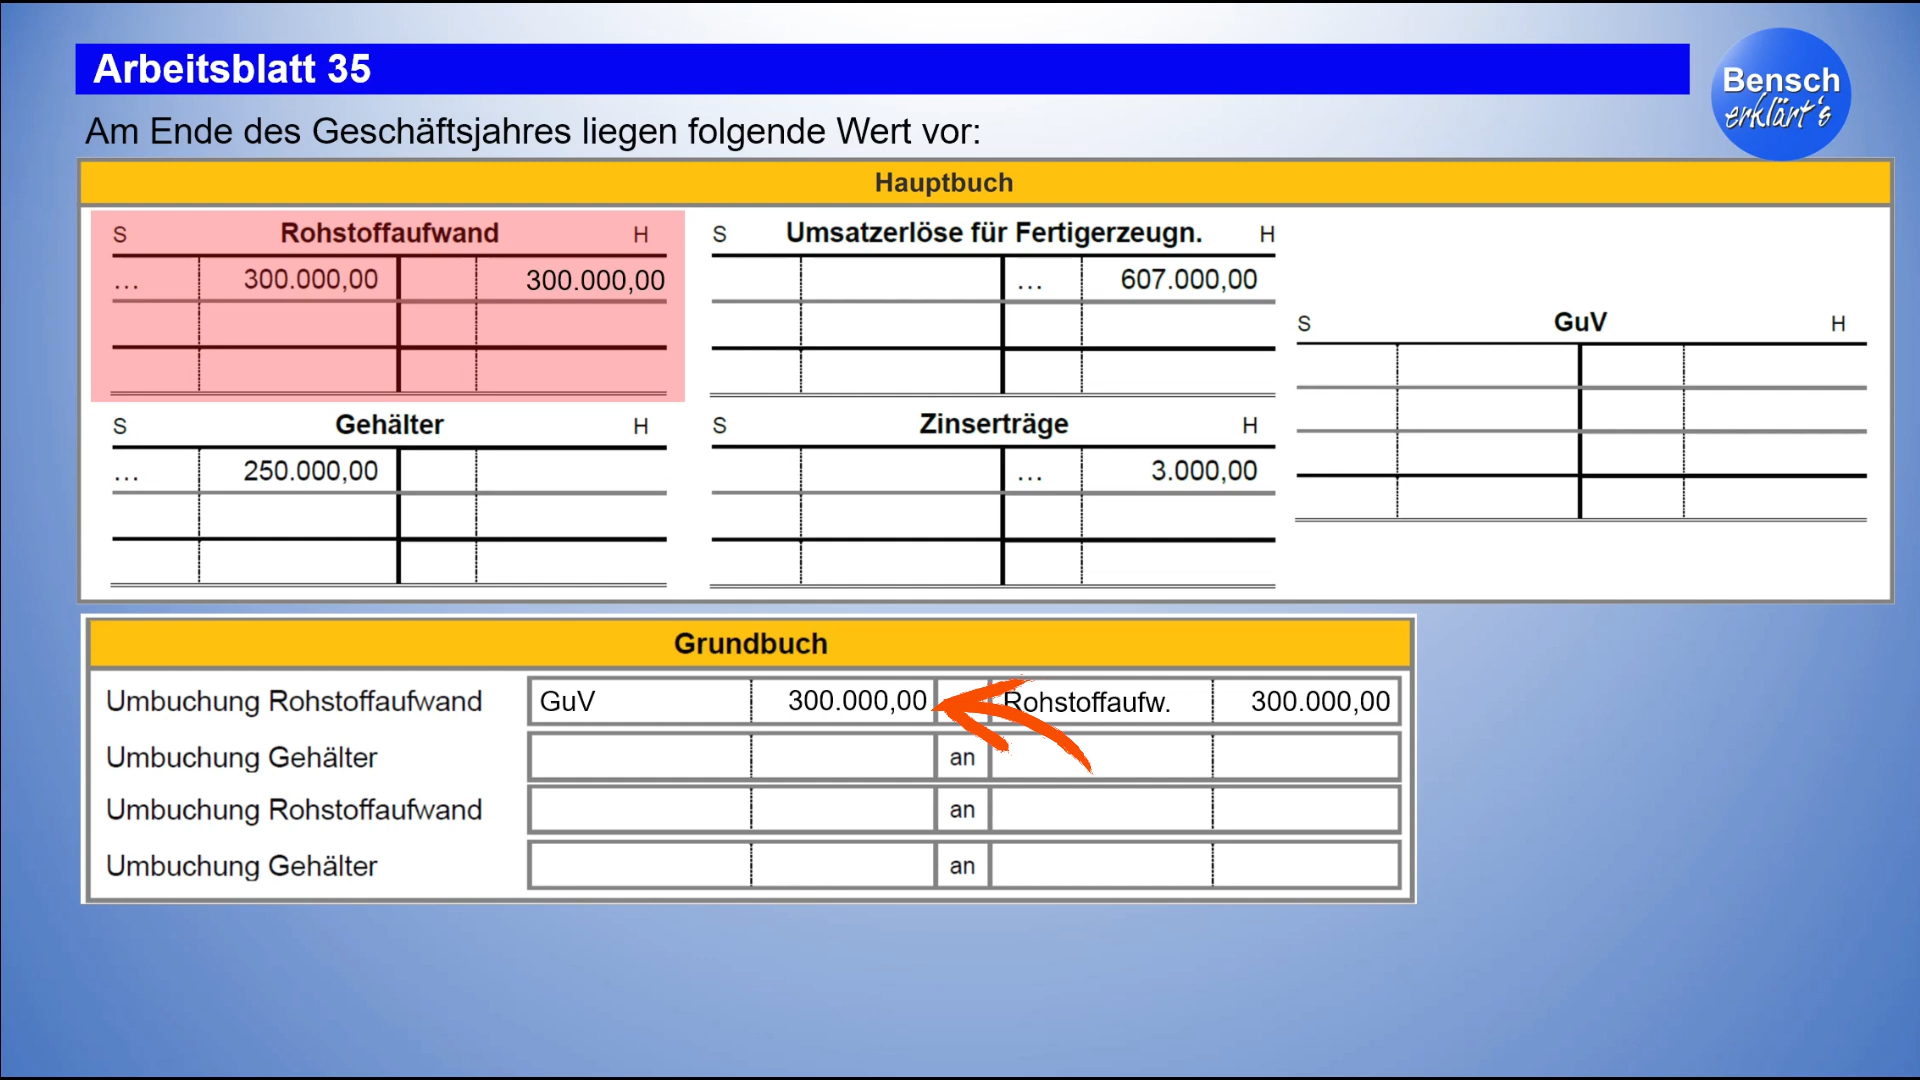 Arbeitsblatt 35
Bensch
erklärt's
Am Ende des Geschäftsjahres liegen folgende Wert vor:
Hauptbuch
S Rohstoffaufwand H
... 300.000,00 300.000,00
S Umsatzerlöse für Fertigerzeugn. H
... 607.000,00
S GuV H
S Gehälter H
... 250.000,00
S Zinserträge H
... 3.000,00
Grundbuch
Umbuchung Rohstoffaufwand GuV 300.000,00 Rohstoffaufw. 300.000,00
Umbuchung Gehälter an
Umbuchung Rohstoffaufwand an
Umbuchung Gehälter an